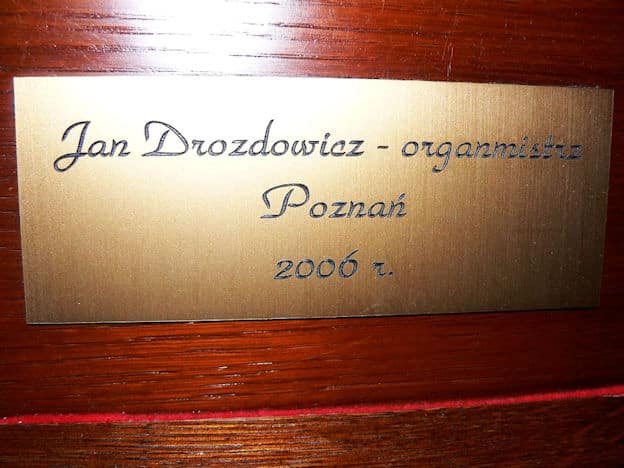 Jan Drozdowicz - organmistrz
Poznań
2006 r.